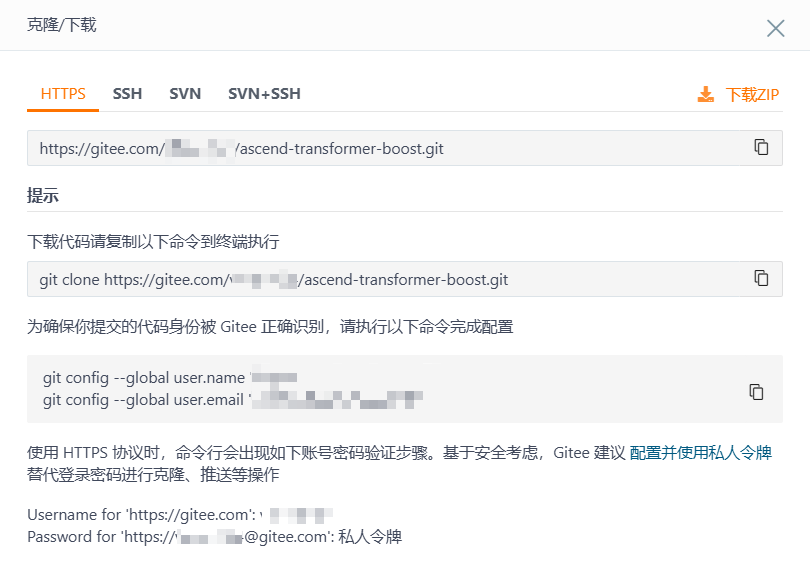 克隆/下载
HTTPS SSH SVN SVN+SSH 下载ZIP
https://gitee.com/ /ascend-transformer-boost.git
提示
下载代码请复制以下命令到终端执行
git clone https://gitee.com/ /ascend-transformer-boost.git
为确保你提交的代码身份被 Gitee 正确识别，请执行以下命令完成配置
git config --global user.name '
git config --global user.email '
使用 HTTPS 协议时，命令行会出现如下账号密码验证步骤。基于安全考虑，Gitee 建议 配置并使用私人令牌
替代登录密码进行克隆、推送等操作
Username for 'https://gitee.com':
Password for 'https:// @gitee.com': 私人令牌